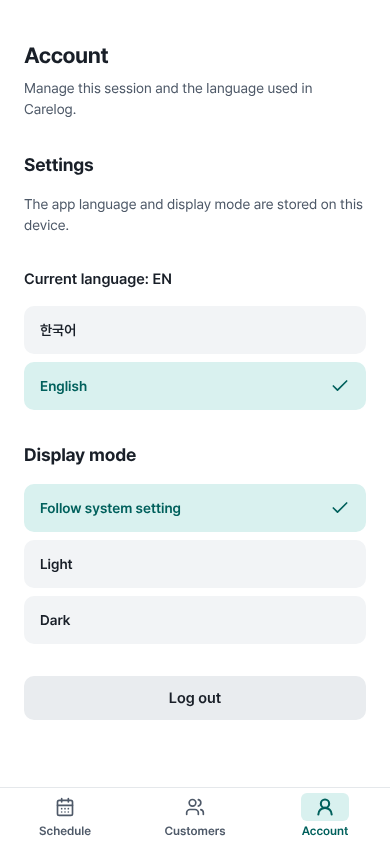 Account
Manage this session and the language used in
Carelog.
Settings
The app language and display mode are stored on this
device.
Current language: EN
한국어
English
Display mode
Follow system setting
Light
Dark
Log out
Schedule
Customers
Account